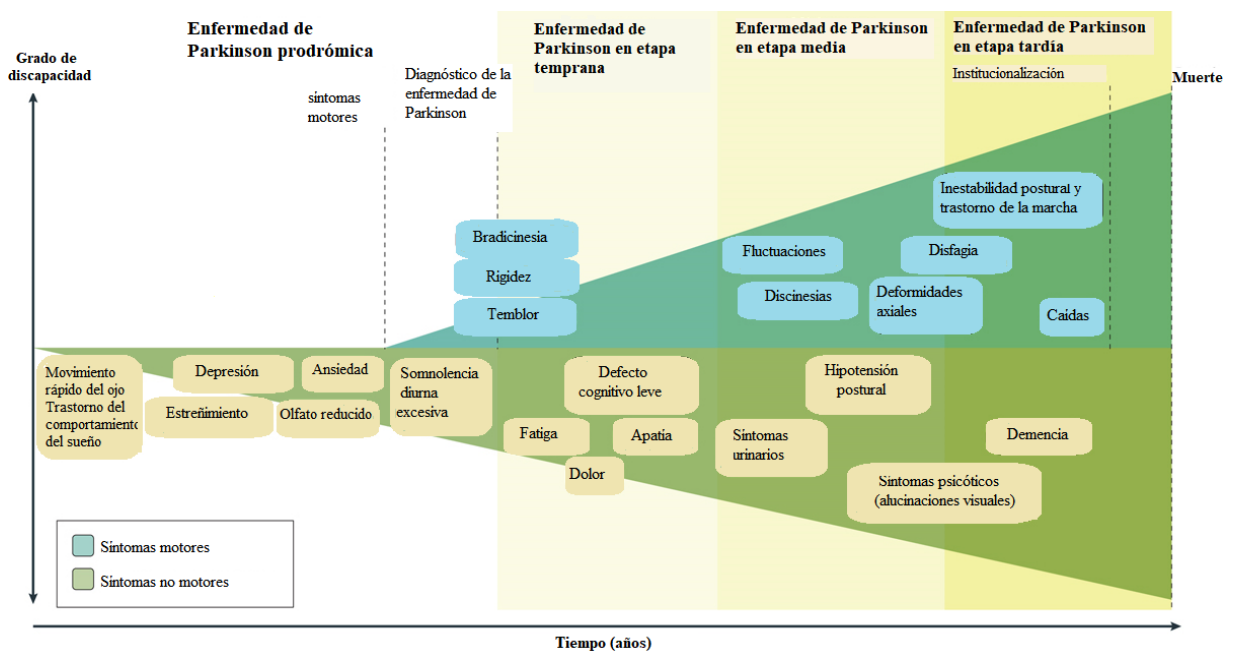 Enfermedad de
Parkinson prodrómica
Enfermedad de
Parkinson en etapa
temprana
Enfermedad de Parkinson
en etapa media
Enfermedad de Parkinson
en etapa tardía
Grado de
discapacidad
síntomas
motores
Diagnóstico de la
enfermedad de
Parkinson
Institucionalización
Muerte
Bradicinesia
Rigidez
Temblor
Fluctuaciones
Discinesias
Inestabilidad postural y
trastorno de la marcha
Disfagia
Deformidades
axiales
Caidas
Movimiento
rápido del ojo
Trastorno del
comportamiento
del sueño
Depresión
Estreñimiento
Ansiedad
Olfato reducido
Somnolencia
diurna
excesiva
Defecto
cognitivo leve
Fatiga
Apatia
Dolor
Hipotensión
postural
Síntomas
urinarios
Demencia
Síntomas psicóticos
(alucinaciones visuales)
Síntomas motores
Síntomas no motores
Tiempo (años)